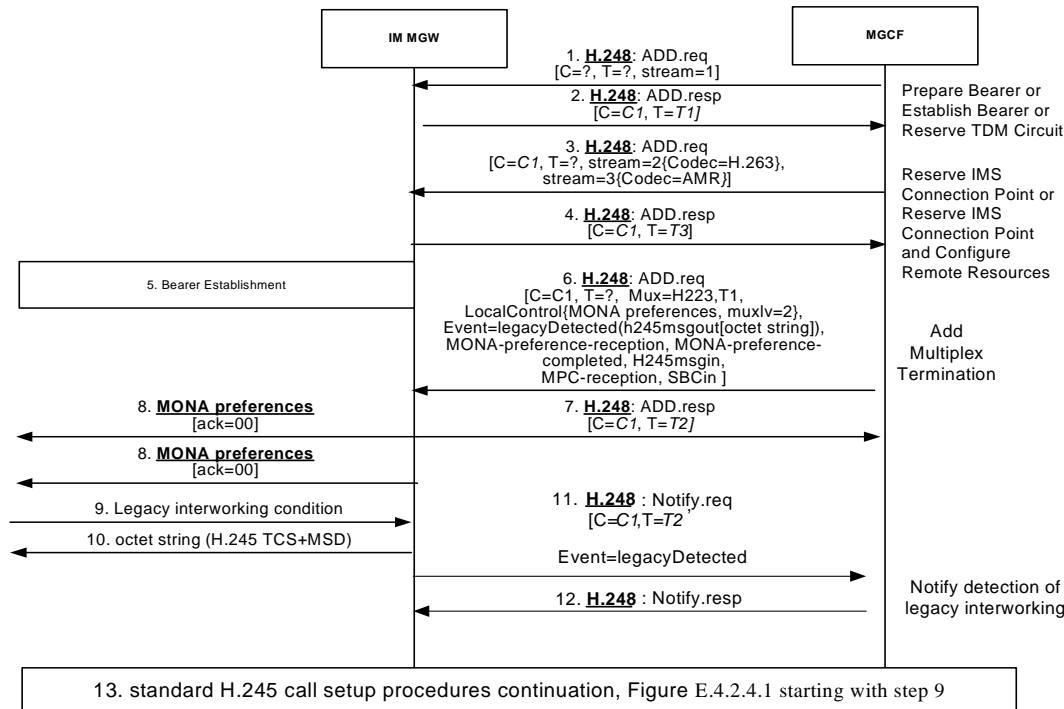 IM MGW
MGCF
1. H.248: ADD.req
[C=?, T=?, stream=1]
Prepare Bearer or
Establish Bearer or
Reserve TDM Circuit
2. H.248: ADD.resp
[C=C1, T=T1]
3. H.248: ADD.req
[C=C1, T=?, stream=2{Codec=H.263},
stream=3{Codec=AMR}]
Reserve IMS
Connection Point or
Reserve IMS
Connection Point
and Configure
Remote Resources
4. H.248: ADD.resp
[C=C1, T=T3]
5. Bearer Establishment
6. H.248: ADD.req
[C=C1, T=?, Mux=H223,T1,
LocalControl{MONA preferences, muxlv=2},
Event=legacyDetected(h245msgout[octet string]),
MONA-preference-reception, MONA-preference-
completed, H245msgin,
MPC-reception, SBCin ]
Add
Multiplex
Termination
8. MONA preferences
[ack=00]
7. H.248: ADD.resp
[C=C1, T=T2]
8. MONA preferences
[ack=00]
9. Legacy interworking condition
10. octet string (H.245 TCS+MSD)
11. H.248 : Notify.req
[C=C1,T=T2 ,
Event=legacyDetected
12. H.248 : Notify.resp
Notify detection of
legacy interworking
13. standard H.245 call setup procedures continuation, Figure E.4.2.4.1 starting with step 9